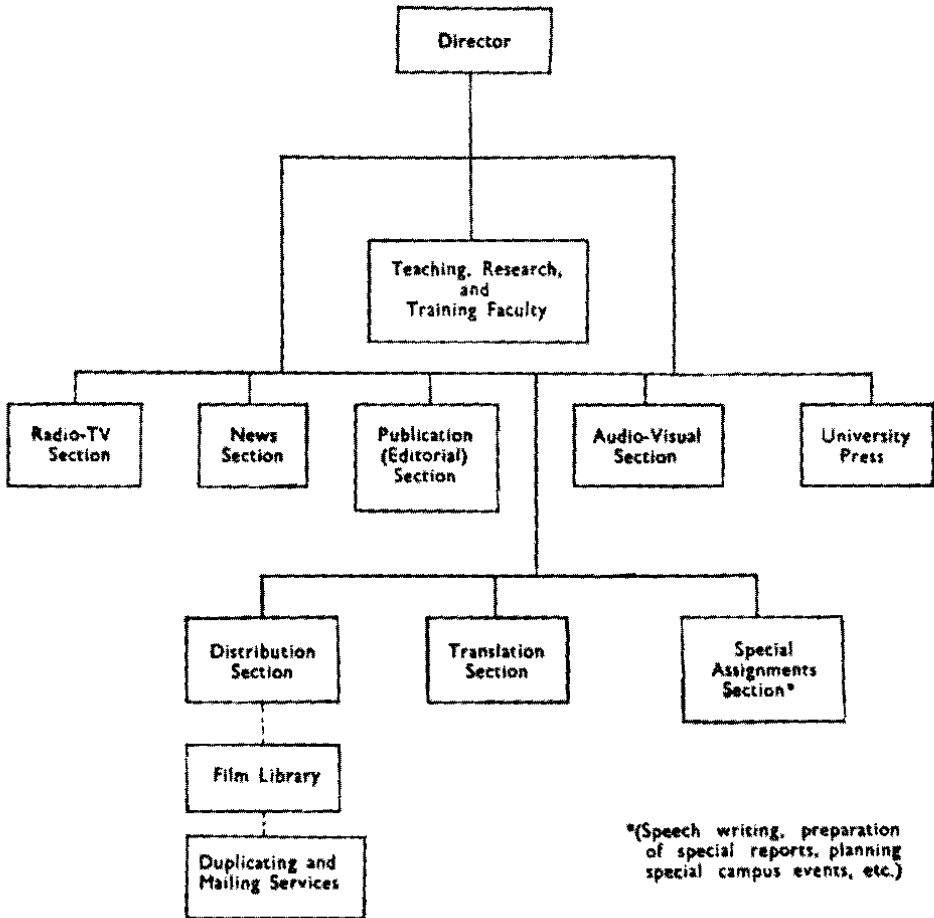 Director
Teaching, Research,
and
Training Faculty
Radio-TV
Section
News
Section
Publication
(Editorial)
Section
Audio-Visual
Section
University
Press
Distribution
Section
Translation
Section
Special
Assignments
Section*
Film Library
Duplicating and
Mailing Services
*(Speech writing, preparation
of special reports, planning
special campus events, etc.)